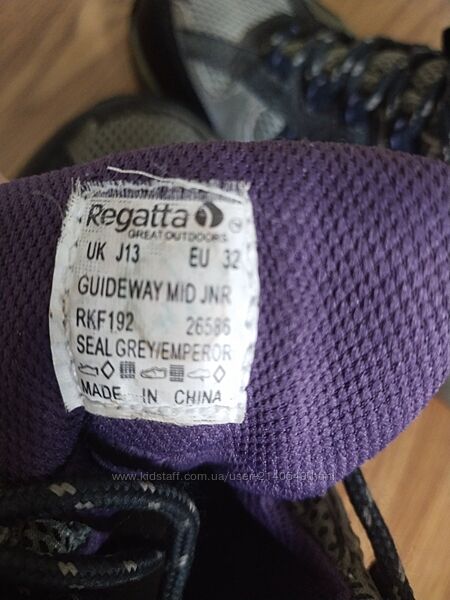 Regatta
GREAT OUTDOORS
UK J13 EU 32
GUIDEWAY MID JNR
RKF192 26586
SEAL GREY/EMPEROR
MADE IN CHINA